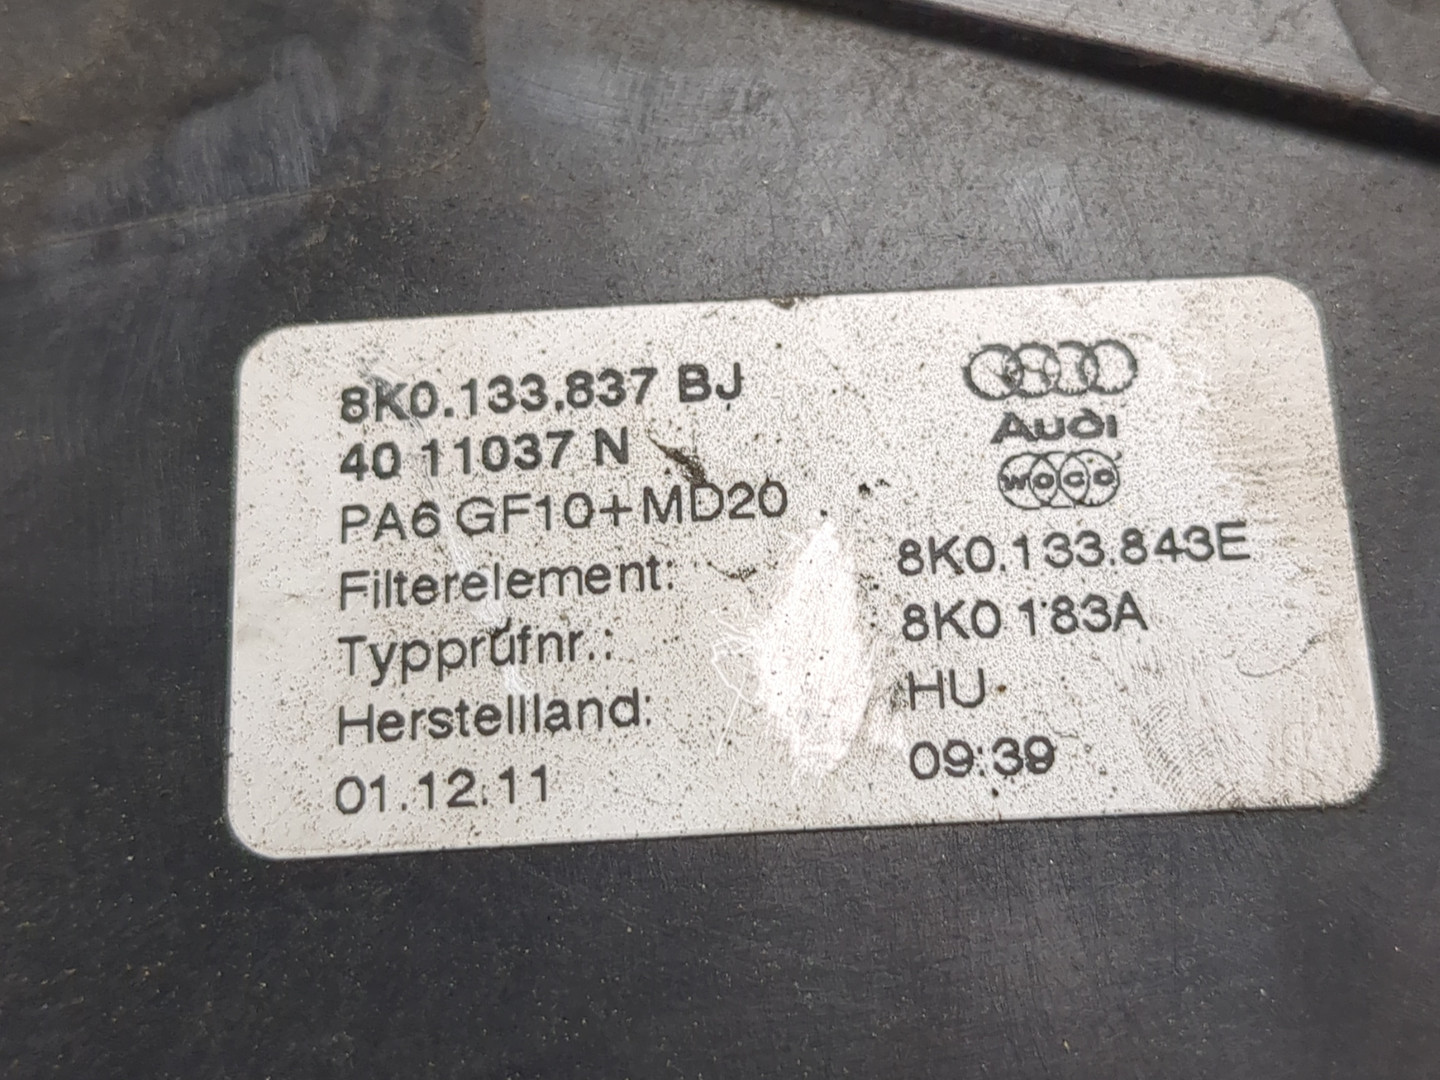 8K0.133.837 BJ
40 11037 N
PA6 GF10+MD20
Audi
woco
Filterelement: 8K0.133.843E
Typprüfnr.: 8K0 183A
Herstellland: HU
01.12.11 09:39